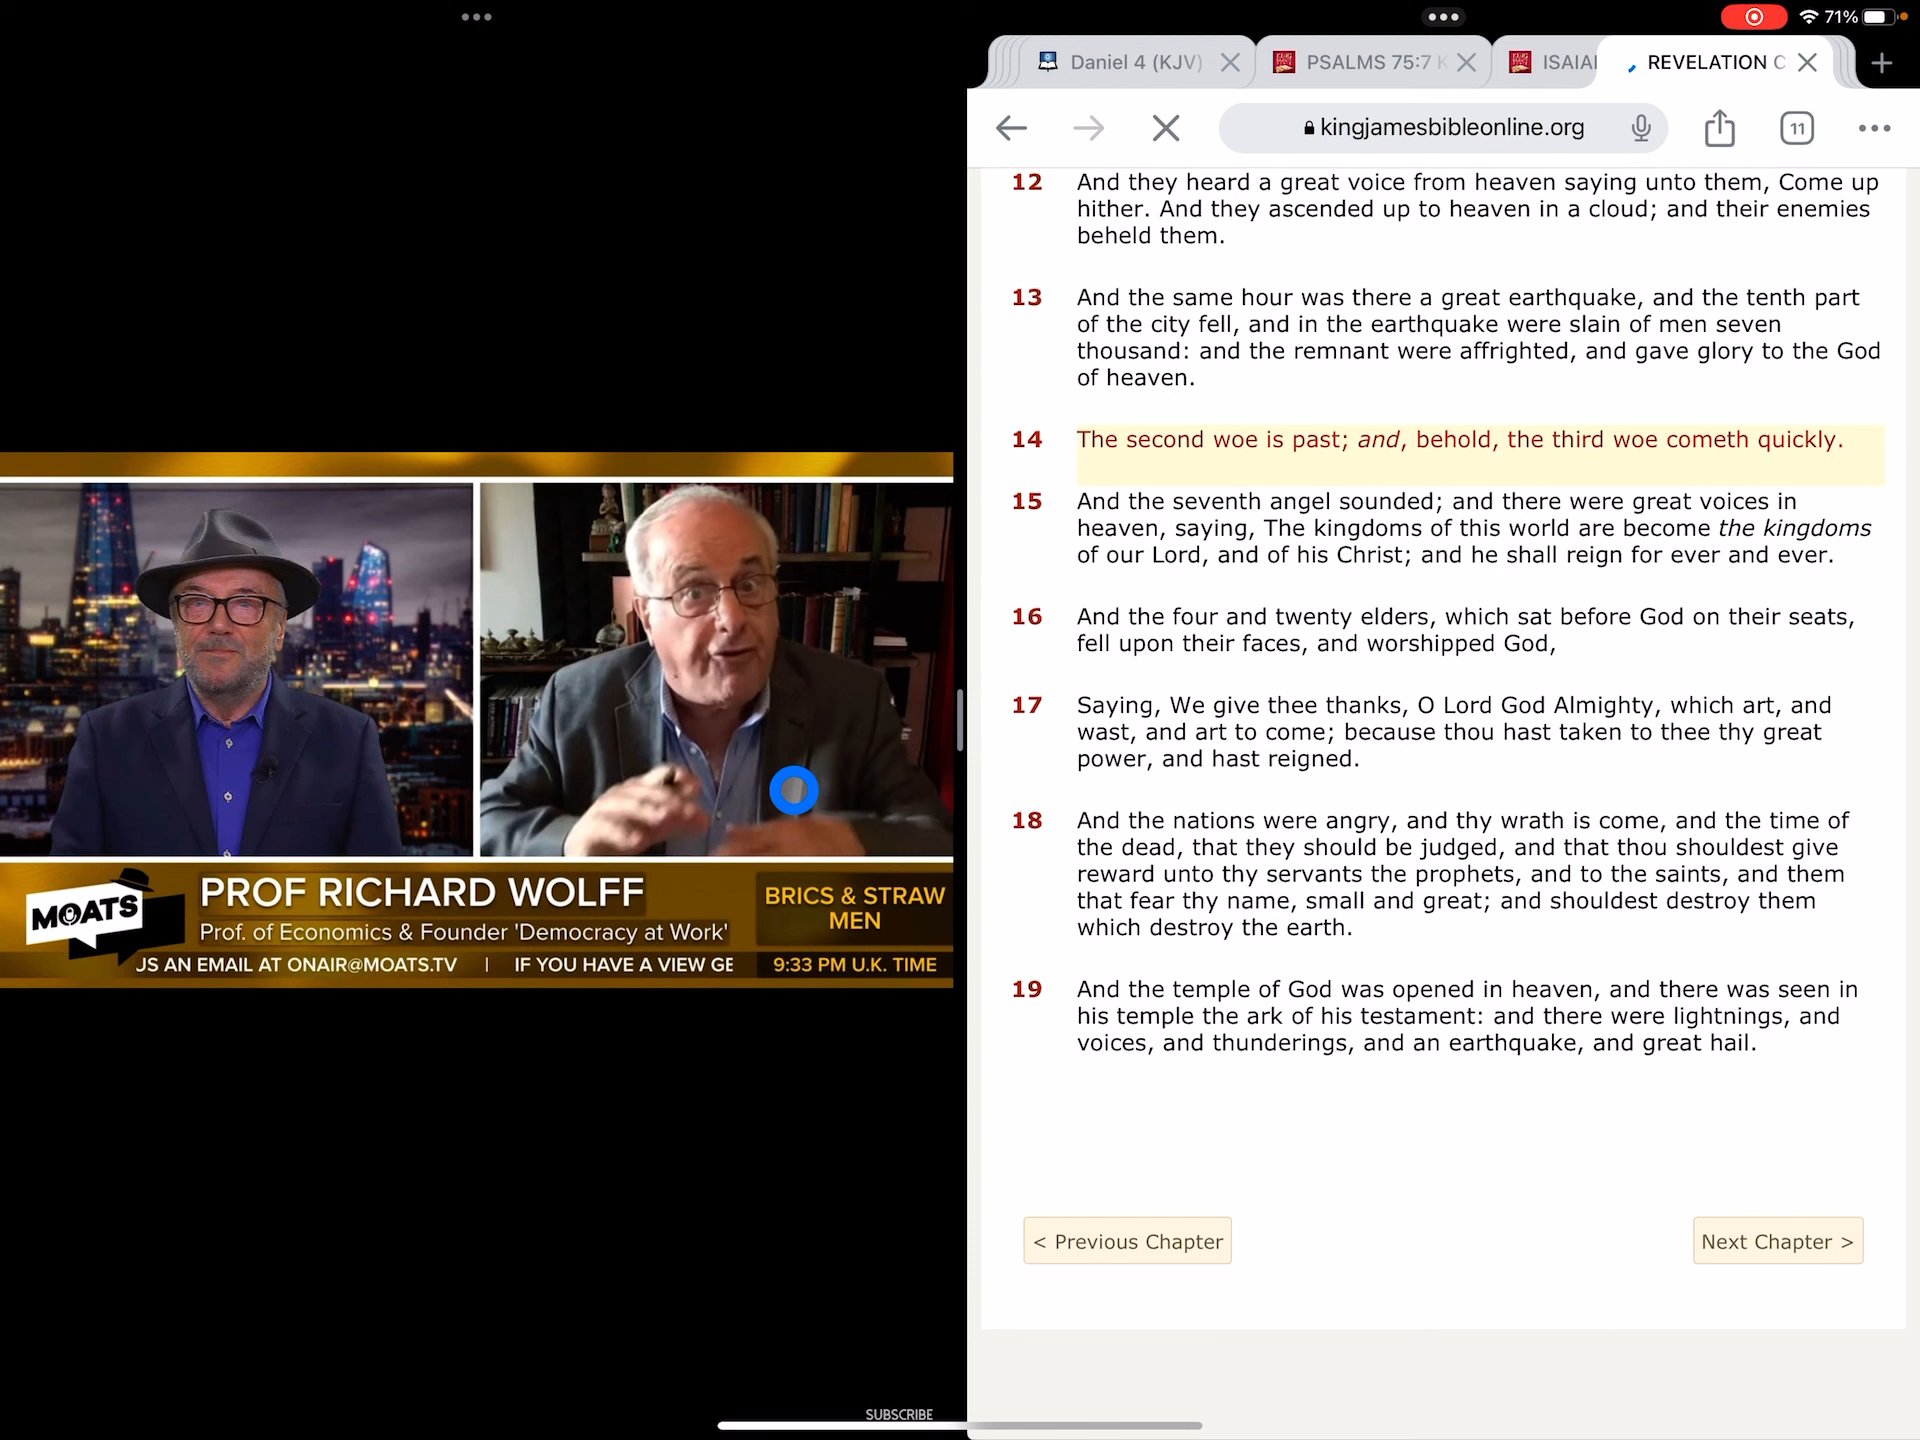 71%
Daniel 4 (KJV)
PSALMS 75:7 K
ISAIA
REVELATION C
kingjamesbibleonline.org
11
12 And they heard a great voice from heaven saying unto them, Come up
hither. And they ascended up to heaven in a cloud; and their enemies
beheld them.
13 And the same hour was there a great earthquake, and the tenth part
of the city fell, and in the earthquake were slain of men seven
thousand: and the remnant were affrighted, and gave glory to the God
of heaven.
14 The second woe is past; and, behold, the third woe cometh quickly.
15 And the seventh angel sounded; and there were great voices in
heaven, saying, The kingdoms of this world are become the kingdoms
of our Lord, and of his Christ; and he shall reign for ever and ever.
16 And the four and twenty elders, which sat before God on their seats,
fell upon their faces, and worshipped God,
17 Saying, We give thee thanks, O Lord God Almighty, which art, and
wast, and art to come; because thou hast taken to thee thy great
power, and hast reigned.
18 And the nations were angry, and thy wrath is come, and the time of
the dead, that they should be judged, and that thou shouldest give
reward unto thy servants the prophets, and to the saints, and them
that fear thy name, small and great; and shouldest destroy them
which destroy the earth.
19 And the temple of God was opened in heaven, and there was seen in
his temple the ark of his testament: and there were lightnings, and
voices, and thunderings, and an earthquake, and great hail.
< Previous Chapter
Next Chapter >
MOATS
PROF RICHARD WOLFF
Prof. of Economics & Founder 'Democracy at Work'
BRICS & STRAW
MEN
US AN EMAIL AT ONAIR@MOATS.TV | IF YOU HAVE A VIEW GE
9:33 PM U.K. TIME
SUBSCRIBE